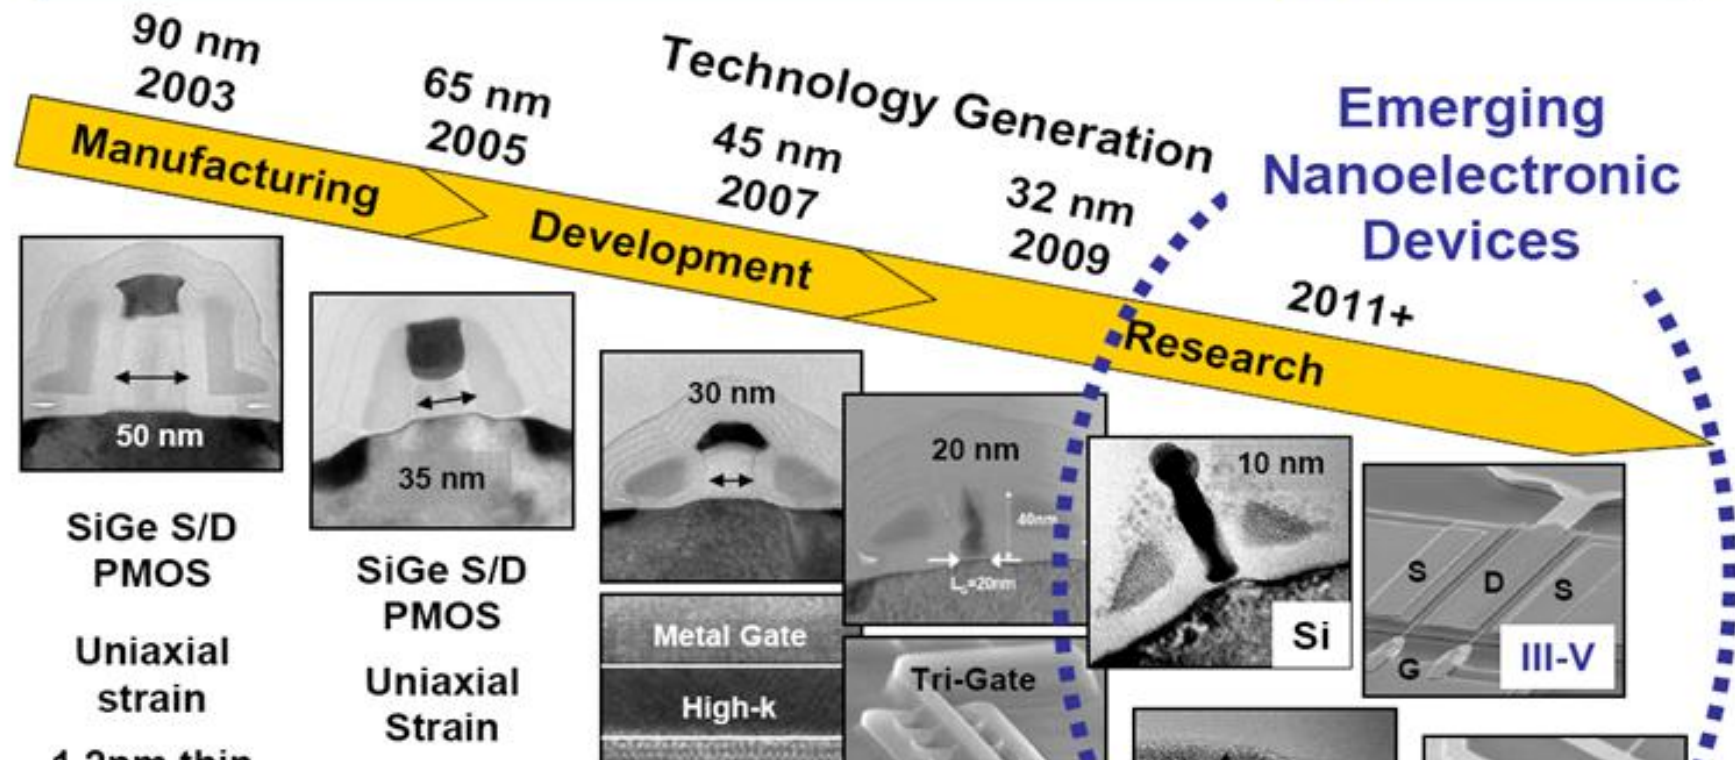 90 nm
2003
65 nm
2005
Technology Generation
45 nm
2007
32 nm
2009
Emerging
Nanoelectronic
Devices
2011+
Manufacturing
Development
Research
50 nm
35 nm
30 nm
20 nm
40nm
10 nm
Si
S
D
S
G
III-V
SiGe S/D
PMOS
Uniaxial
strain
SiGe S/D
PMOS
Uniaxial
Strain
Metal Gate
High-k
Tri-Gate